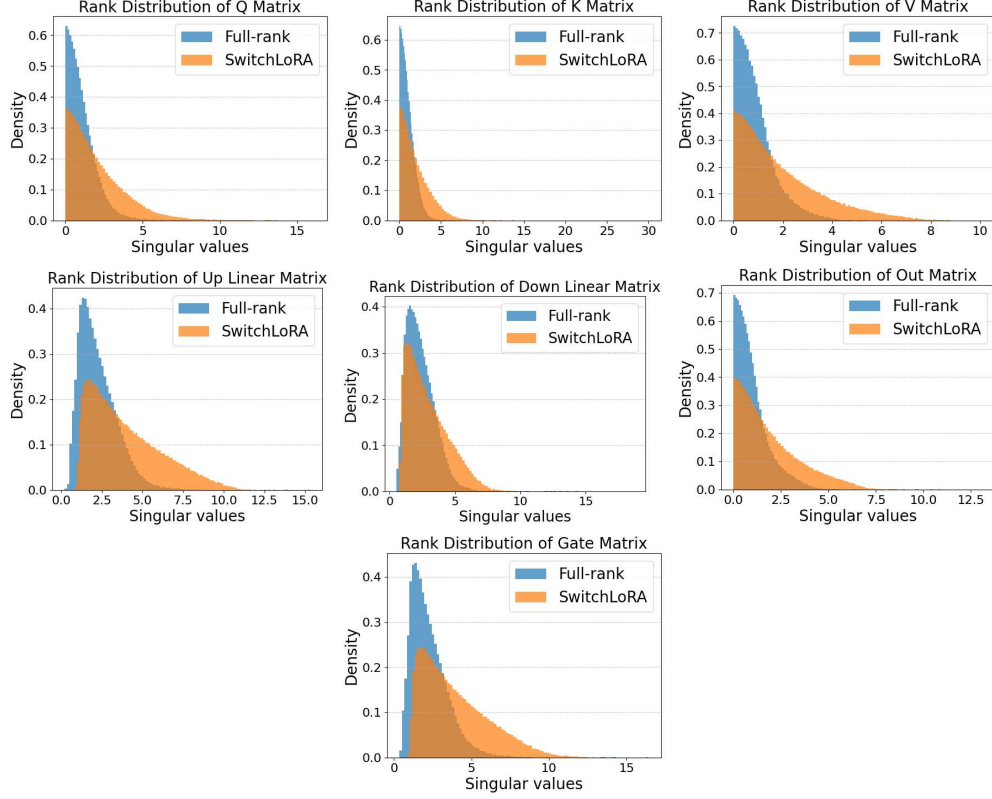 Rank Distribution of Q Matrix
0.6
0.5
0.4
0.3
0.2
0.1
0.0
Density
Full-rank
SwitchLoRA
0
5
10
15
Singular values
Rank Distribution of K Matrix
0.6
0.5
0.4
0.3
0.2
0.1
0.0
Density
Full-rank
SwitchLoRA
0
5
10
15
20
25
30
Singular values
Rank Distribution of V Matrix
0.7
0.6
0.5
0.4
0.3
0.2
0.1
0.0
Density
Full-rank
SwitchLoRA
0
2
4
6
8
10
Singular values
Rank Distribution of Up Linear Matrix
0.4
0.3
0.2
0.1
0.0
Density
Full-rank
SwitchLoRA
0.0
2.5
5.0
7.5
10.0
12.5
15.0
Singular values
Rank Distribution of Down Linear Matrix
0.4
0.3
0.2
0.1
0.0
Density
Full-rank
SwitchLoRA
0
5
10
15
Singular values
Rank Distribution of Out Matrix
0.7
0.6
0.5
0.4
0.3
0.2
0.1
0.0
Density
Full-rank
SwitchLoRA
0.0
2.5
5.0
7.5
10.0
12.5
Singular values
Rank Distribution of Gate Matrix
0.4
0.3
0.2
0.1
0.0
Density
Full-rank
SwitchLoRA
0
5
10
15
Singular values